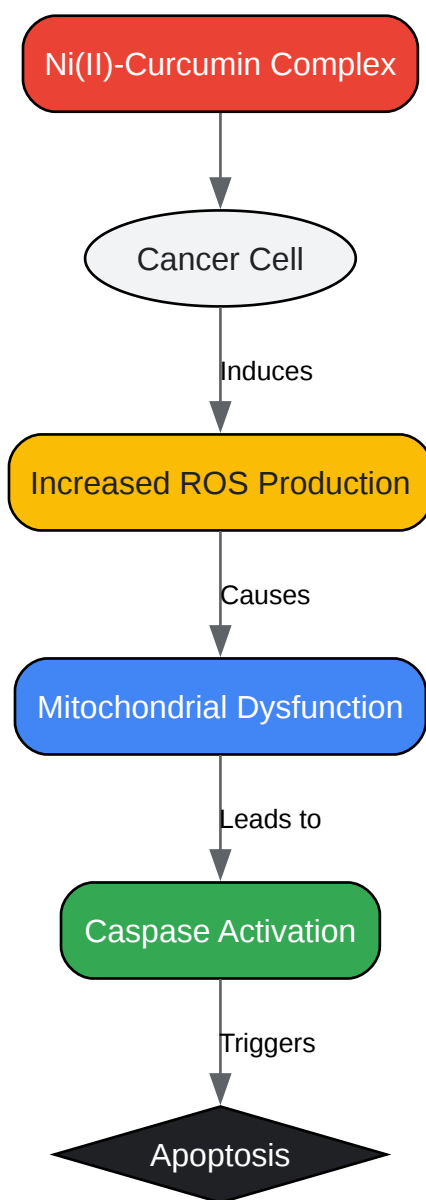 Ni(II)-Curcumin Complex
Cancer Cell
Induces
Increased ROS Production
Causes
Mitochondrial Dysfunction
Leads to
Caspase Activation
Triggers
Apoptosis